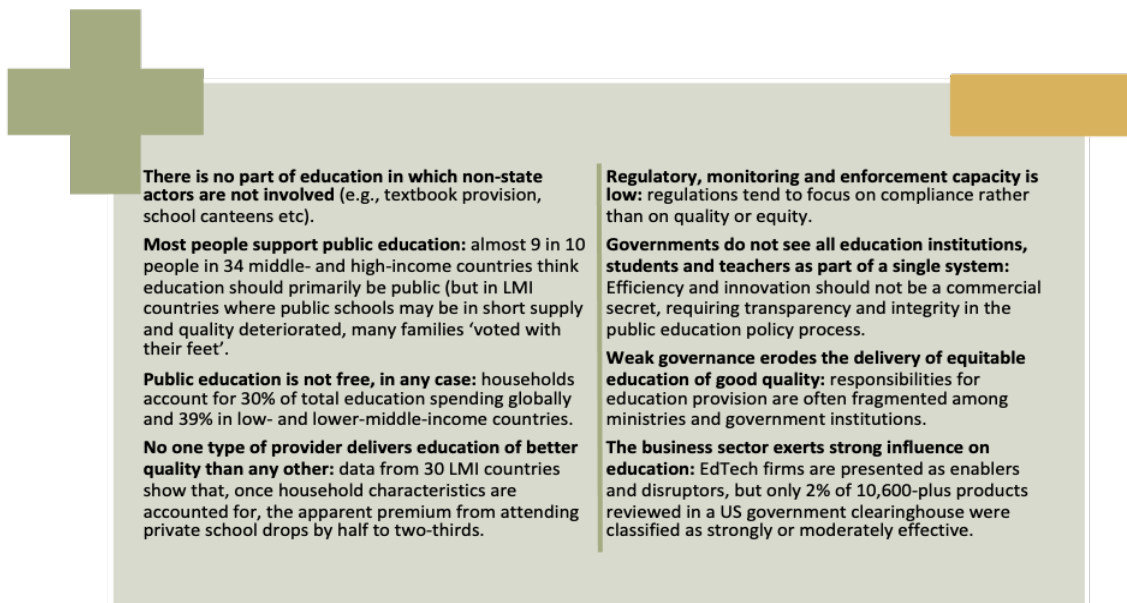 There is no part of education in which non-state
actors are not involved (e.g., textbook provision,
school canteens etc).
Most people support public education: almost 9 in 10
people in 34 middle- and high-income countries think
education should primarily be public (but in LMI
countries where public schools may be in short supply
and quality deteriorated, many families ‘voted with
their feet’.
Public education is not free, in any case: households
account for 30% of total education spending globally
and 39% in low- and lower-middle-income countries.
No one type of provider delivers education of better
quality than any other: data from 30 LMI countries
show that, once household characteristics are
accounted for, the apparent premium from attending
private school drops by half to two-thirds.
Regulatory, monitoring and enforcement capacity is
low: regulations tend to focus on compliance rather
than on quality or equity.
Governments do not see all education institutions,
students and teachers as part of a single system:
Efficiency and innovation should not be a commercial
secret, requiring transparency and integrity in the
public education policy process.
Weak governance erodes the delivery of equitable
education of good quality: responsibilities for
education provision are often fragmented among
ministries and government institutions.
The business sector exerts strong influence on
education: EdTech firms are presented as enablers
and disruptors, but only 2% of 10,600-plus products
reviewed in a US government clearinghouse were
classified as strongly or moderately effective.